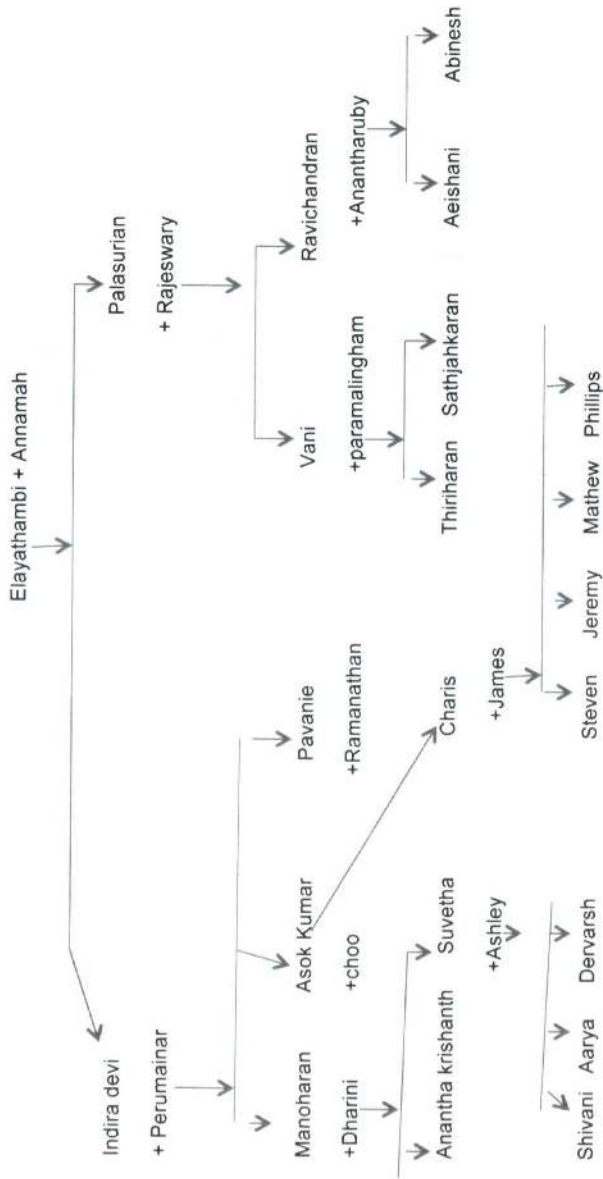 Elayathambi + Annamah
Indira devi
Palasurian
+ Perumainar
+ Rajeswary
Manoharan
Asok Kumar
Pavanie
Vani
Ravichandran
+Dharini
+choo
+Ramanathan
+paramalingham
+Anantharuby
Anantha krishanth
Suvetha
Charis
Thiriharan
Sathjahkaran
Aeishani
Abinesh
+Ashley
+James
Shivani
Aarya
Dervarsh
Steven
Jeremy
Mathew
Phillips